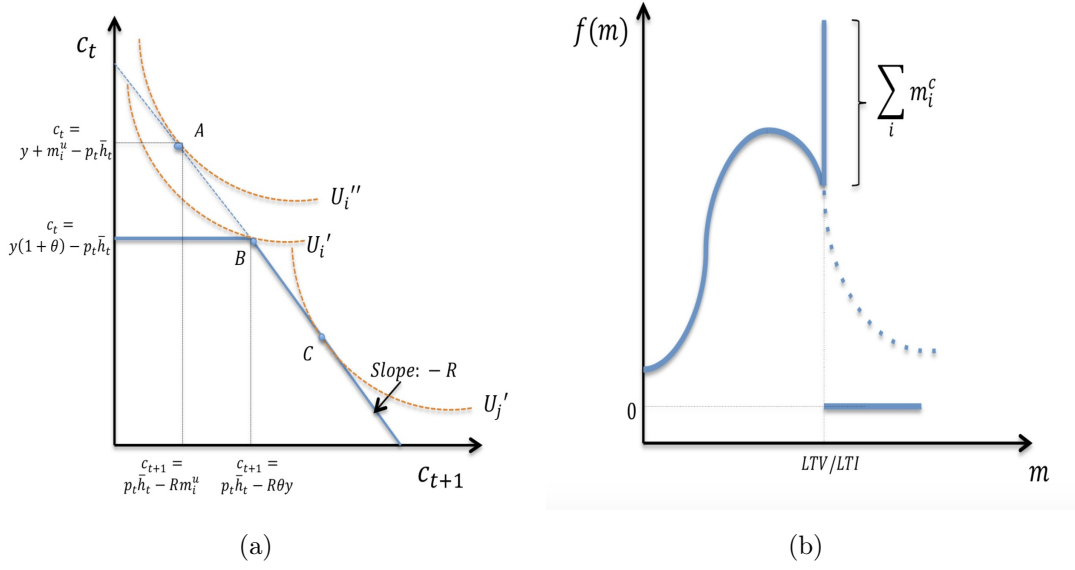 c_t
c_t =
y + m_i^u − p_t h̄_t
A
U_i''
c_t =
y(1 + θ) − p_t h̄_t
B
U_i'
C
Slope: − R
U_j'
c_{t+1} =
p_t h̄_t − Rm_i^u
c_{t+1} =
p_t h̄_t − Rθy
c_{t+1}
(a)
f(m)
∑_i m_i^c
0
LTV/LTI
m
(b)